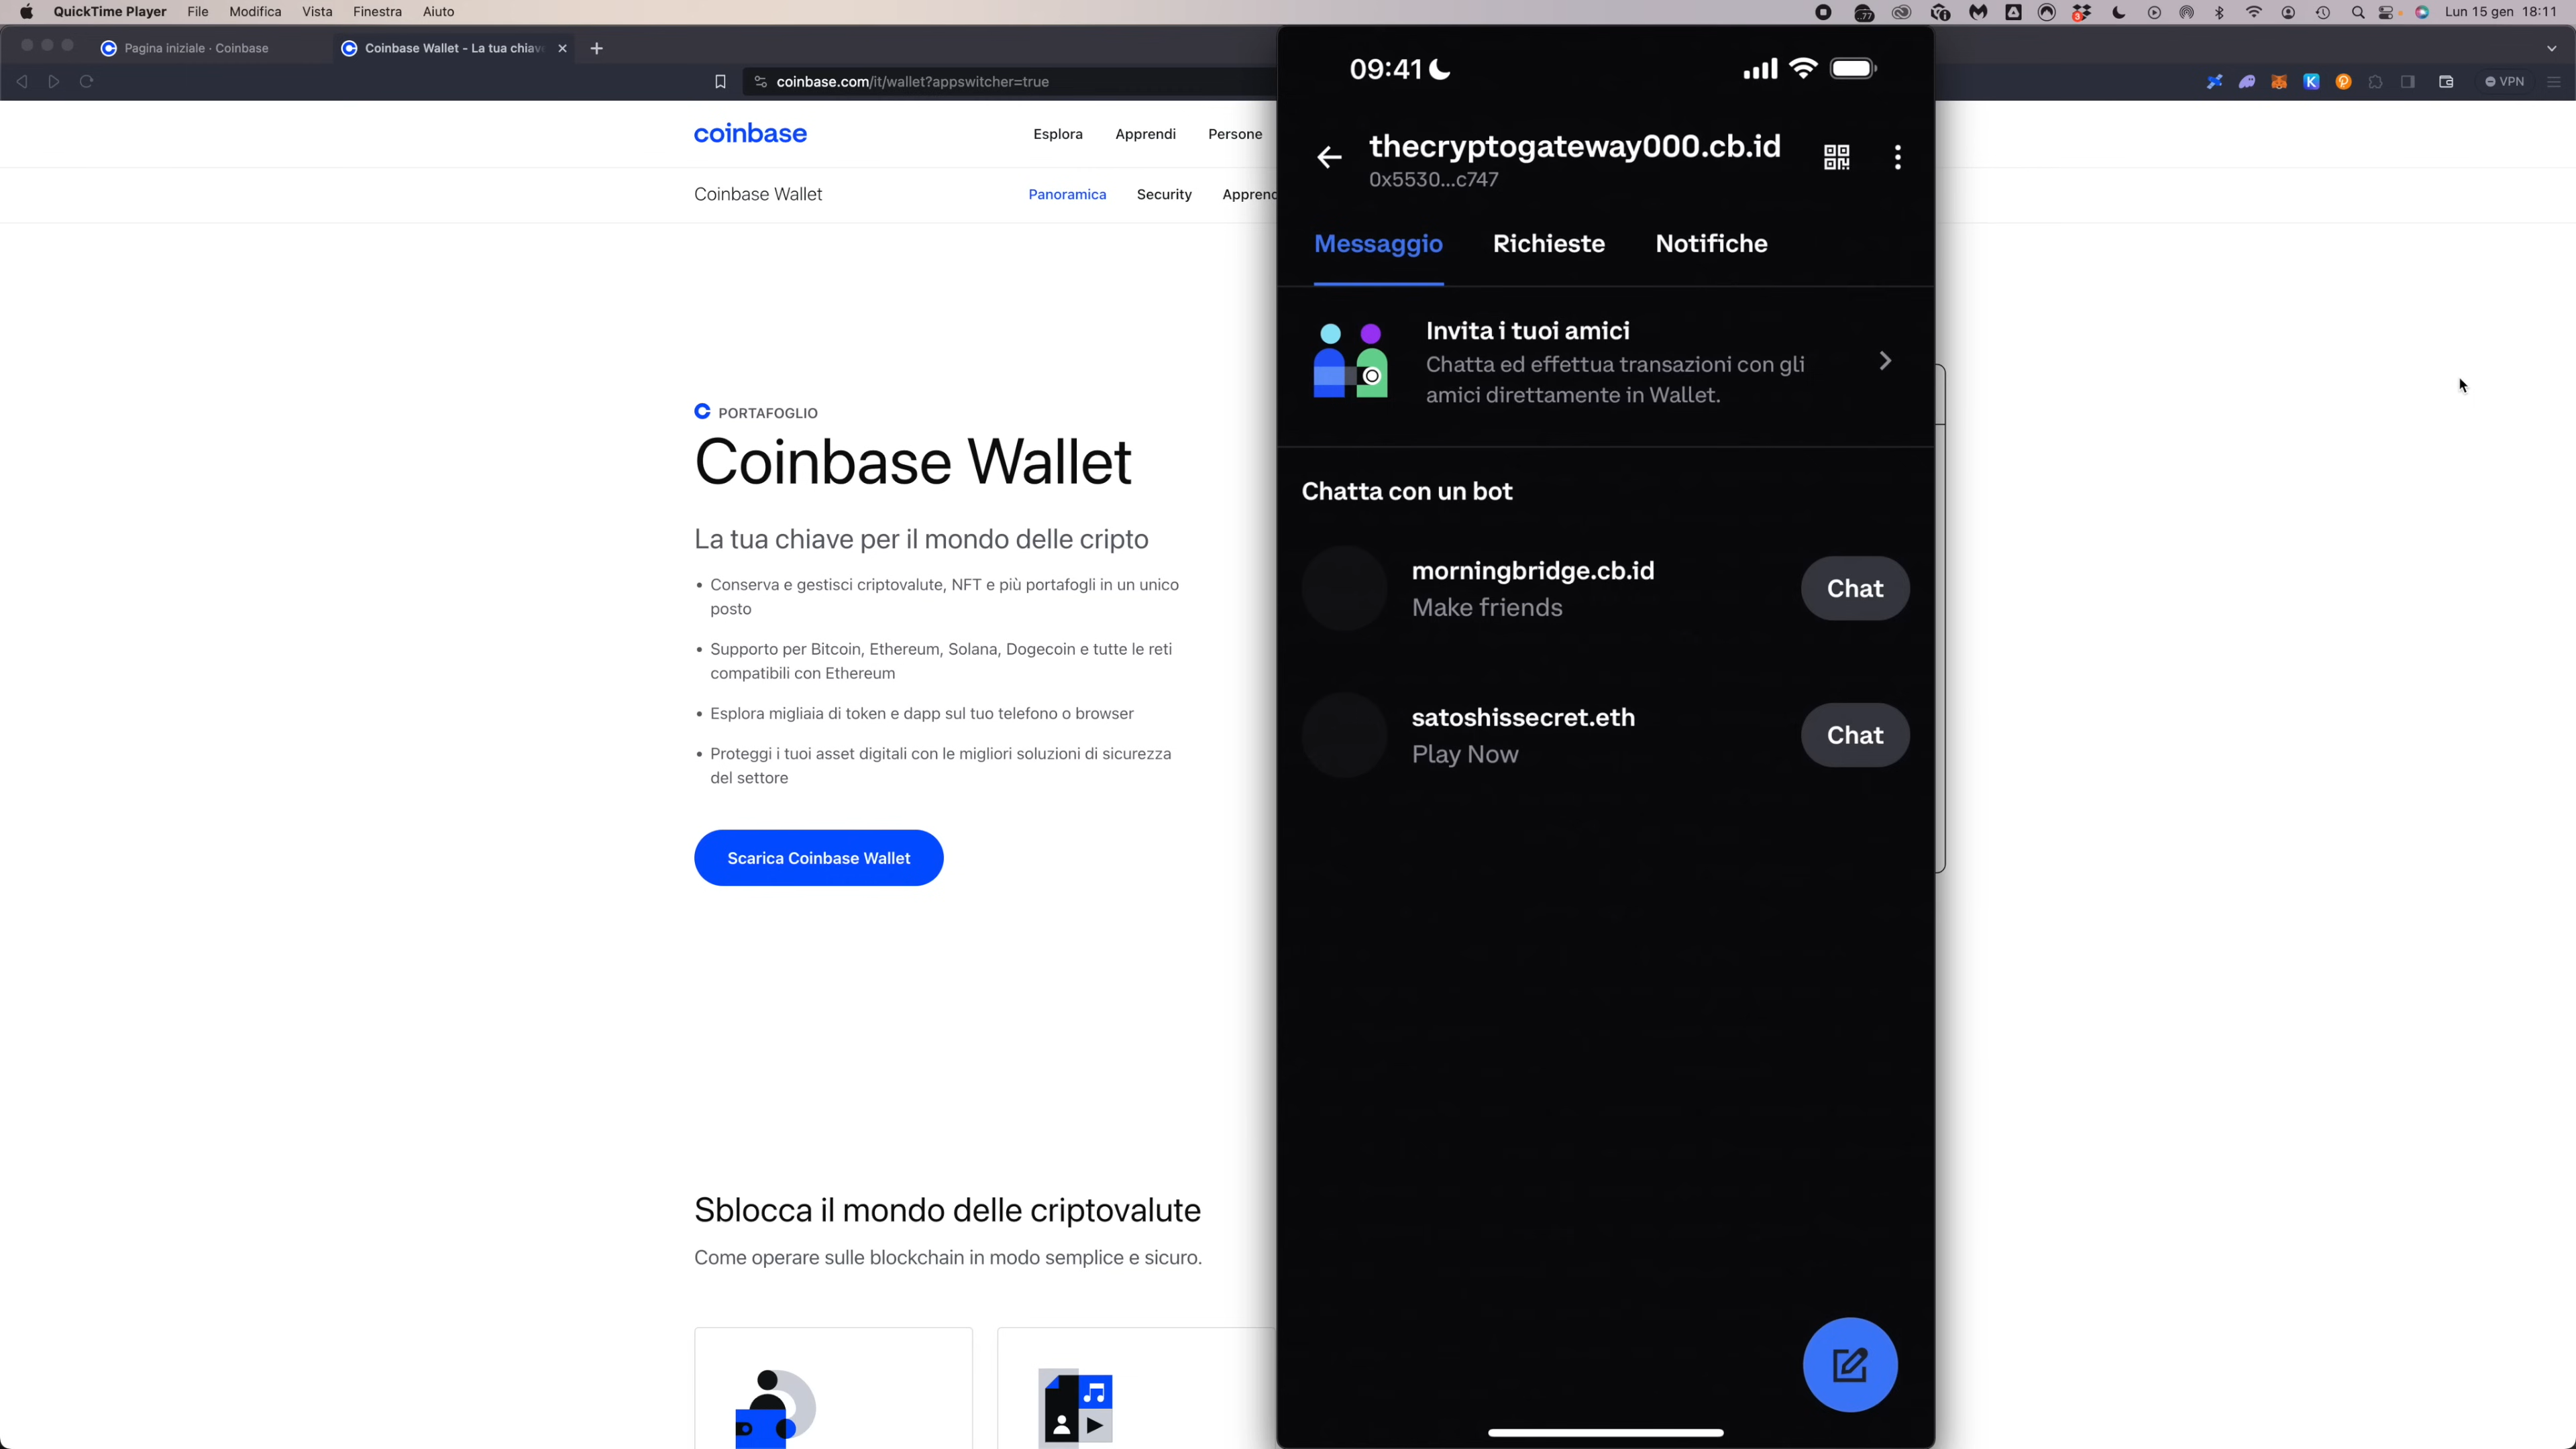 QuickTime Player File Modifica Vista Finestra Aiuto
77
3
Lun 15 gen 18:11
Pagina iniziale · Coinbase
Coinbase Wallet - La tua chiav
coinbase.com/it/wallet?appswitcher=true
K
VPN
coinbase
Esplora Apprendi Persone
Coinbase Wallet
Panoramica Security Apprend
PORTAFOGLIO
Coinbase Wallet
La tua chiave per il mondo delle cripto
• Conserva e gestisci criptovalute, NFT e più portafogli in un unico
posto
• Supporto per Bitcoin, Ethereum, Solana, Dogecoin e tutte le reti
compatibili con Ethereum
• Esplora migliaia di token e dapp sul tuo telefono o browser
• Proteggi i tuoi asset digitali con le migliori soluzioni di sicurezza
del settore
Scarica Coinbase Wallet
Sblocca il mondo delle criptovalute
Come operare sulle blockchain in modo semplice e sicuro.
09:41
thecryptogateway000.cb.id
0x5530...c747
Messaggio Richieste Notifiche
Invita i tuoi amici
Chatta ed effettua transazioni con gli
amici direttamente in Wallet.
Chatta con un bot
morningbridge.cb.id
Make friends
Chat
satoshissecret.eth
Play Now
Chat